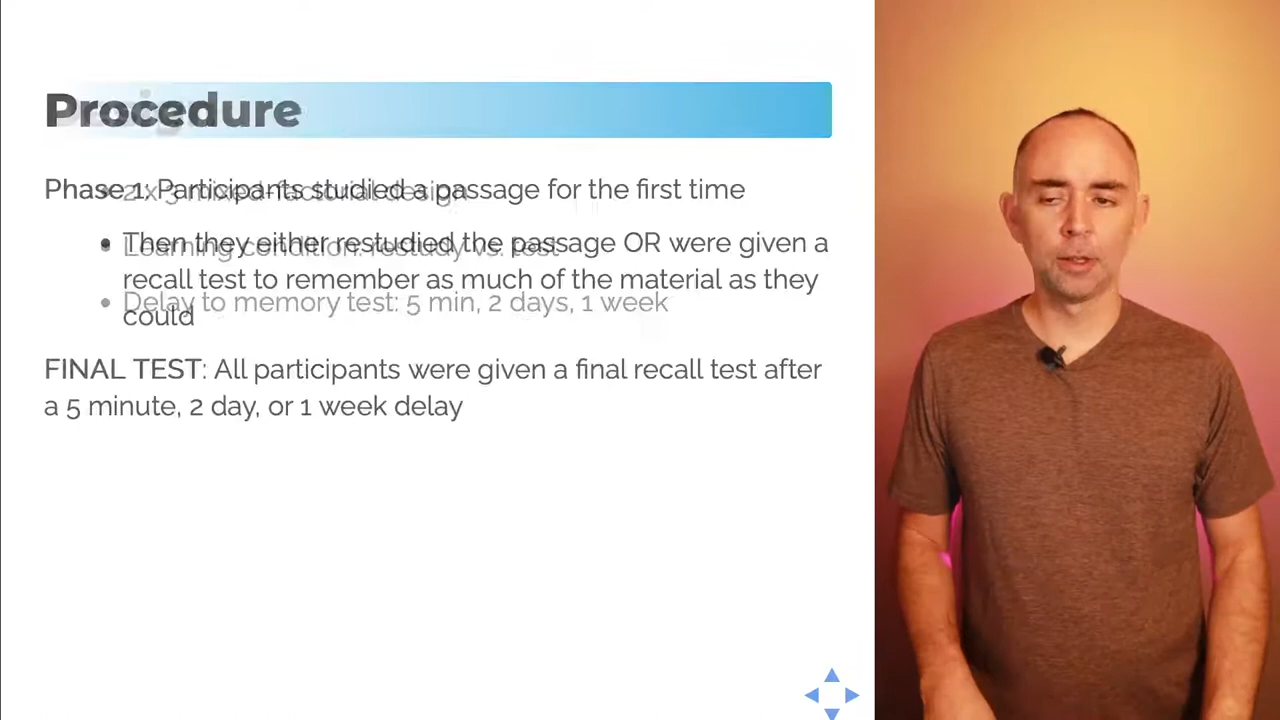 Procedure
Phase 1: Participants studied a passage for the first time
• 2 x 3 mixed-factorial design
• Then they either restudied the passage OR were given a
• Learning condition: restudy vs. test
recall test to remember as much of the material as they
• Delay to memory test: 5 min, 2 days, 1 week
could
FINAL TEST: All participants were given a final recall test after
a 5 minute, 2 day, or 1 week delay